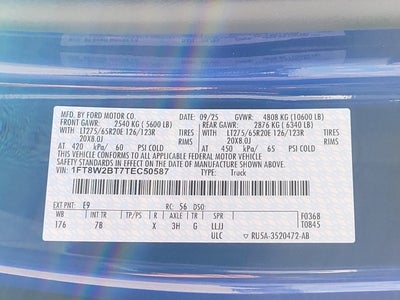 MFD. BY FORD MOTOR CO.
09/25 GVWR: 4808 KG (10600 LB)
FRONT GAWR: 2540 KG (5600 LB) REAR GAWR: 2876 KG (6340 LB)
LT275/65R20E 126/123R TIRES LT275/65R20E 126/123R TIRES
20X8.0J RIMS 20X8.0J RIMS
AT 420 kPa/ 60 PSI COLD AT 450 kPa/ 65 PSI COLD
THIS VEHICLE CONFORMS TO ALL APPLICABLE FEDERAL MOTOR VEHICLE
SAFETY STANDARDS IN EFFECT ON THE DATE OF MANUFACTURE SHOWN ABOVE.
VIN: 1FT8W2BT7TEC50587 TYPE: Truck
EXT PNT: E9 RC: 56 DSO:
WB INT TR TP/PS R AXLE TR SPR F0368
176 7B X 3H G LLJJ T0845
ULC RU5A-3520472-AB